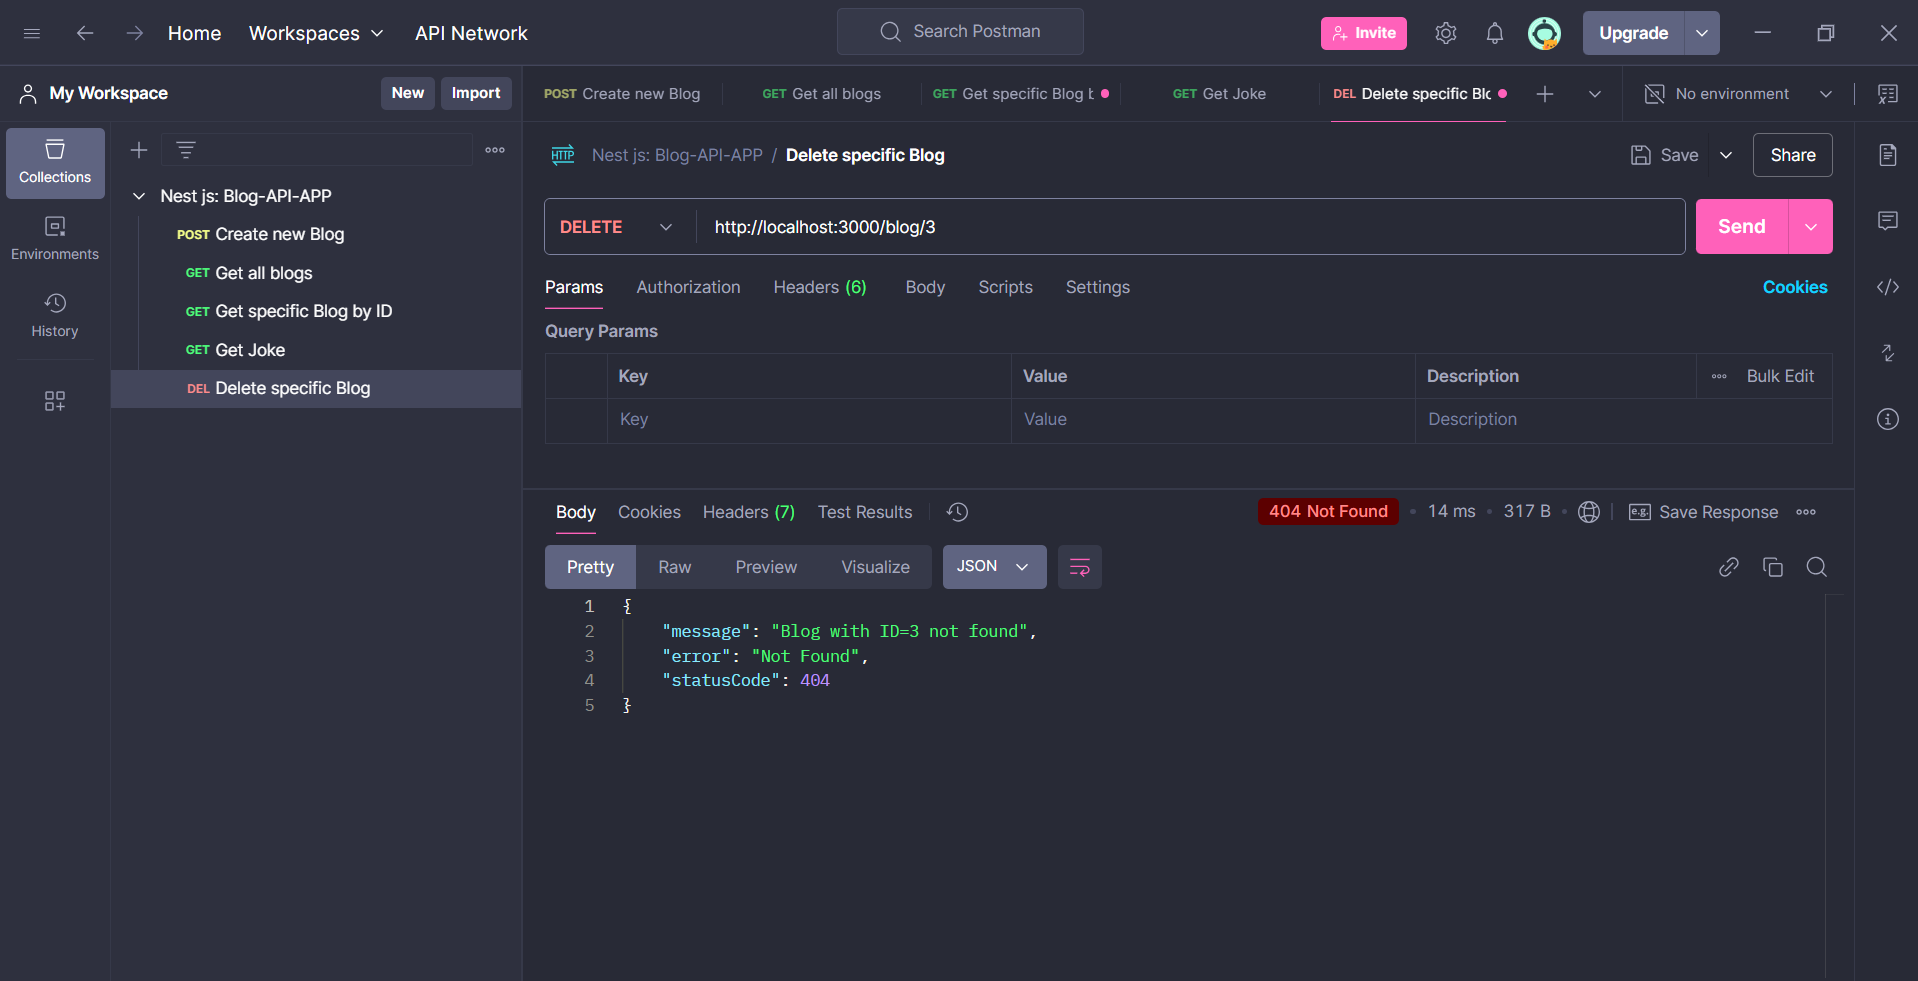 Home Workspaces API Network Search Postman Invite Upgrade
My Workspace New Import
POST Create new Blog GET Get all blogs GET Get specific Blog b GET Get Joke DEL Delete specific Blo No environment
Collections
Environments
History
Nest js: Blog-API-APP
POST Create new Blog
GET Get all blogs
GET Get specific Blog by ID
GET Get Joke
DEL Delete specific Blog
HTTP Nest js: Blog-API-APP / Delete specific Blog Save Share
DELETE http://localhost:3000/blog/3 Send
Params Authorization Headers (6) Body Scripts Settings Cookies
Query Params
Key Value Description Bulk Edit
Key Value Description
Body Cookies Headers (7) Test Results 404 Not Found 14 ms 317 B e.g. Save Response
Pretty Raw Preview Visualize JSON
1 {
2 "message": "Blog with ID=3 not found",
3 "error": "Not Found",
4 "statusCode": 404
5 }